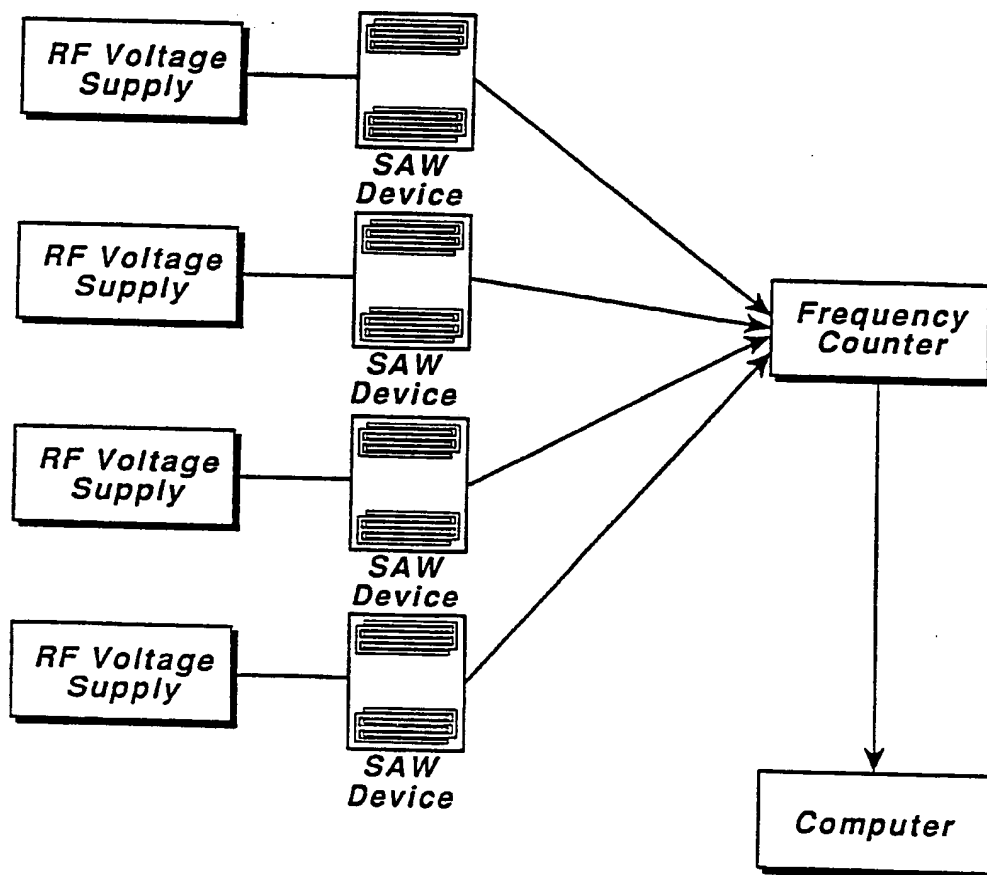 RF Voltage
Supply
SAW
Device
RF Voltage
Supply
SAW
Device
RF Voltage
Supply
SAW
Device
RF Voltage
Supply
SAW
Device
Frequency
Counter
Computer